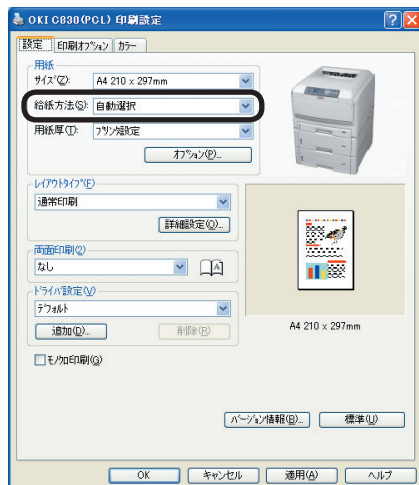 OKI C830(PCL) 印刷設定
設定 印刷オプション カラー
用紙
サイズ(Z): A4 210 x 297mm
給紙方法(S): 自動選択
用紙厚(T): プリンタ設定
オプション(P)...
レイアウトタイプ(F)
通常印刷
詳細設定(O)...
両面印刷(2)
なし
ドライバ設定(V)
デフォルト
追加(D)... 削除(R)
A4 210 x 297mm
モノクロ印刷(G)
バージョン情報(B)... 標準(U)
OK キャンセル 適用(A) ヘルプ